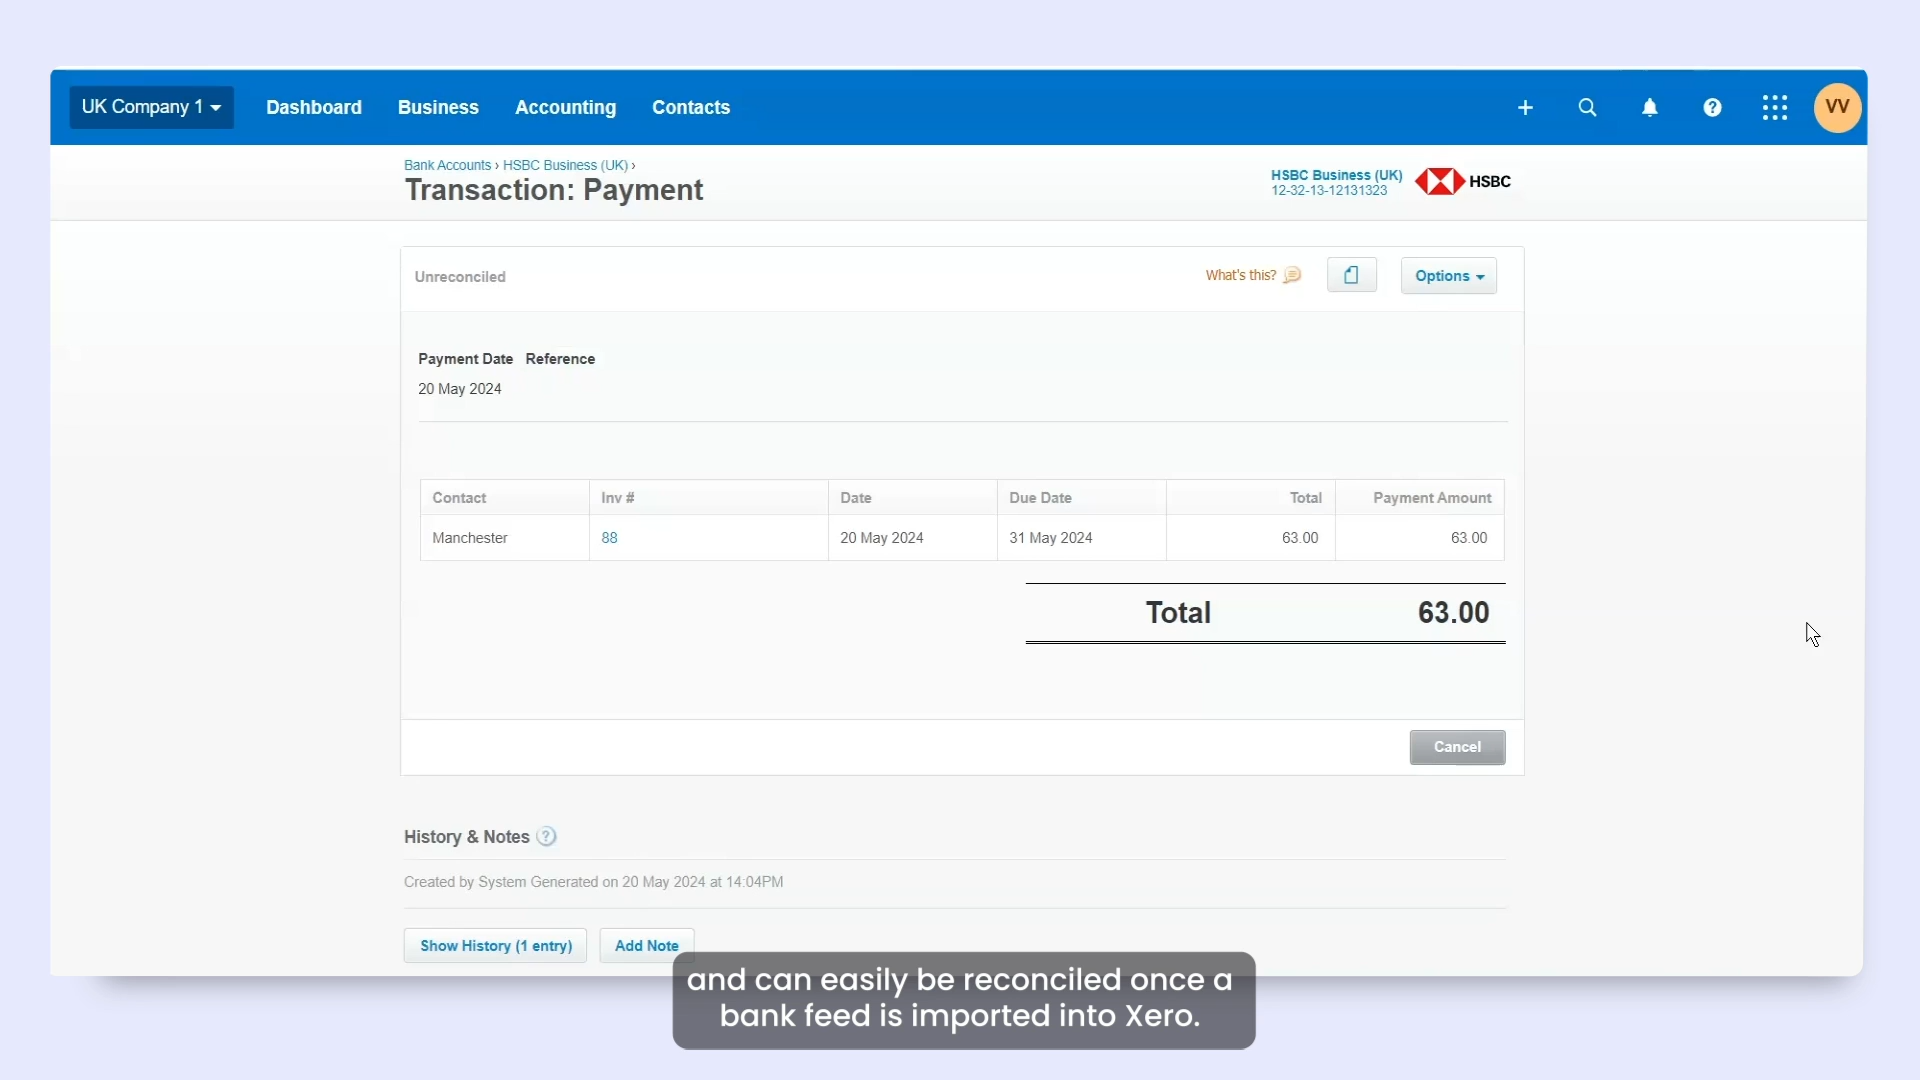 UK Company 1 Dashboard Business Accounting Contacts VV
Bank Accounts › HSBC Business (UK) ›
Transaction: Payment
HSBC Business (UK)
12-32-13-12131323
HSBC
Unreconciled What's this? Options
Payment Date Reference
20 May 2024
Contact Inv # Date Due Date Total Payment Amount
Manchester 88 20 May 2024 31 May 2024 63.00 63.00
Total 63.00
Cancel
History & Notes ?
Created by System Generated on 20 May 2024 at 14:04PM
Show History (1 entry) Add Note
and can easily be reconciled once a
bank feed is imported into Xero.